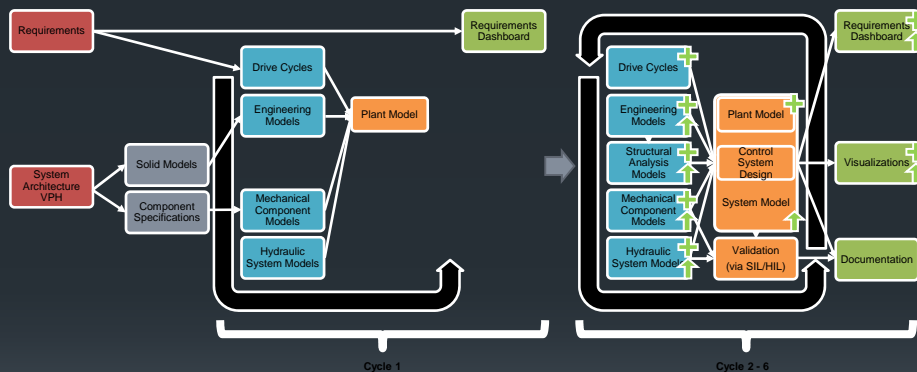 Requirements
Requirements
Dashboard
Drive Cycles
Engineering
Models
Plant Model
Solid Models
System
Architecture
VPH
Component
Specifications
Mechanical
Component
Models
Hydraulic
System Models
Cycle 1
Requirements
Dashboard
Drive Cycles
Engineering
Models
Plant Model
Structural
Analysis
Models
Control
System
Design
Visualizations
Mechanical
Component
Models
System Model
Hydraulic
System Models
Validation
(via SIL/HIL)
Documentation
Cycle 2 - 6